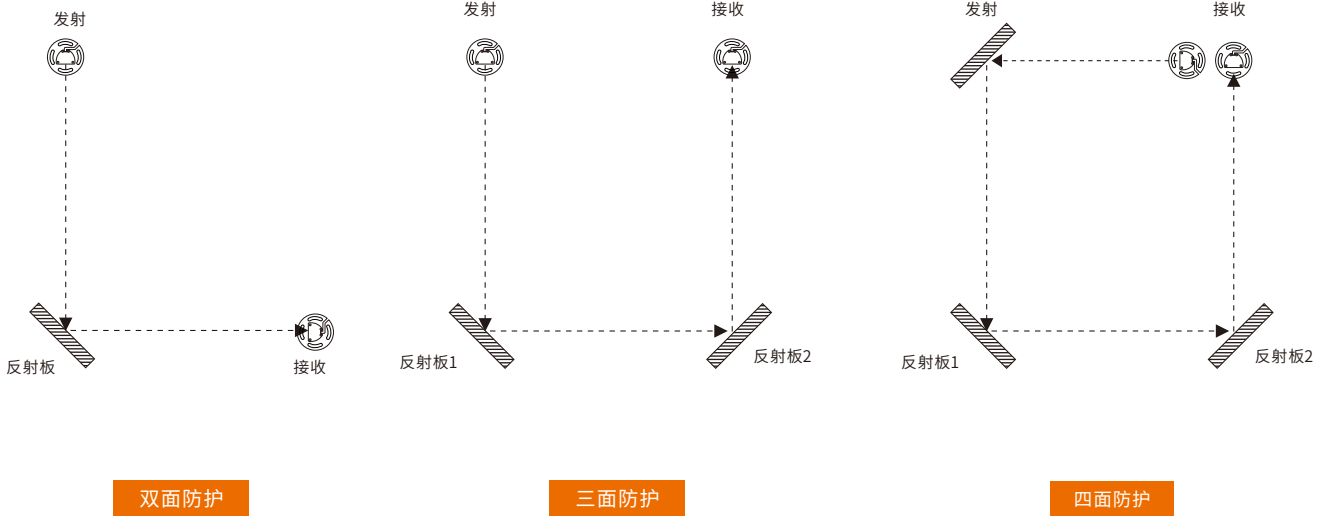 发射
反射板
接收
双面防护
发射
接收
反射板1
反射板2
三面防护
发射
接收
反射板1
反射板2
四面防护